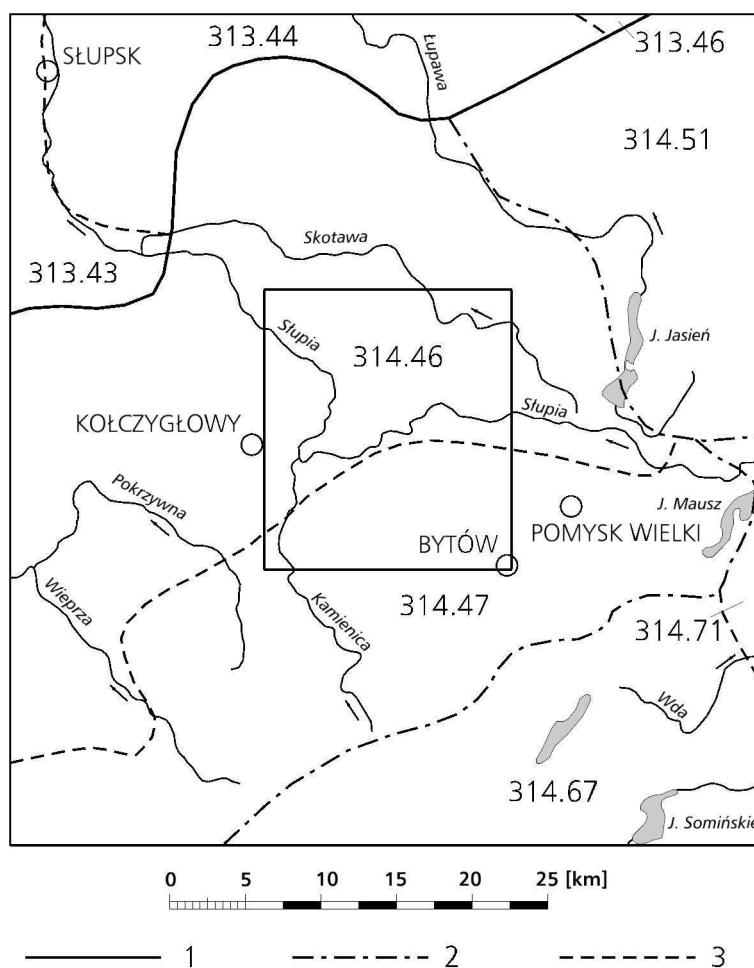 313.44
313.46
SŁUPSK
Łupawa
314.51
Skotawa
313.43
Słupia
314.46
J. Jasień
KOŁCZYGŁOWY
Słupia
Pokrzywna
J. Mausz
POMYSK WIELKI
BYTÓW
Wieprza
Kamienica
314.47
314.71
Wda
314.67
J. Somińskie
0 5 10 15 20 25 [km]
1 2 3